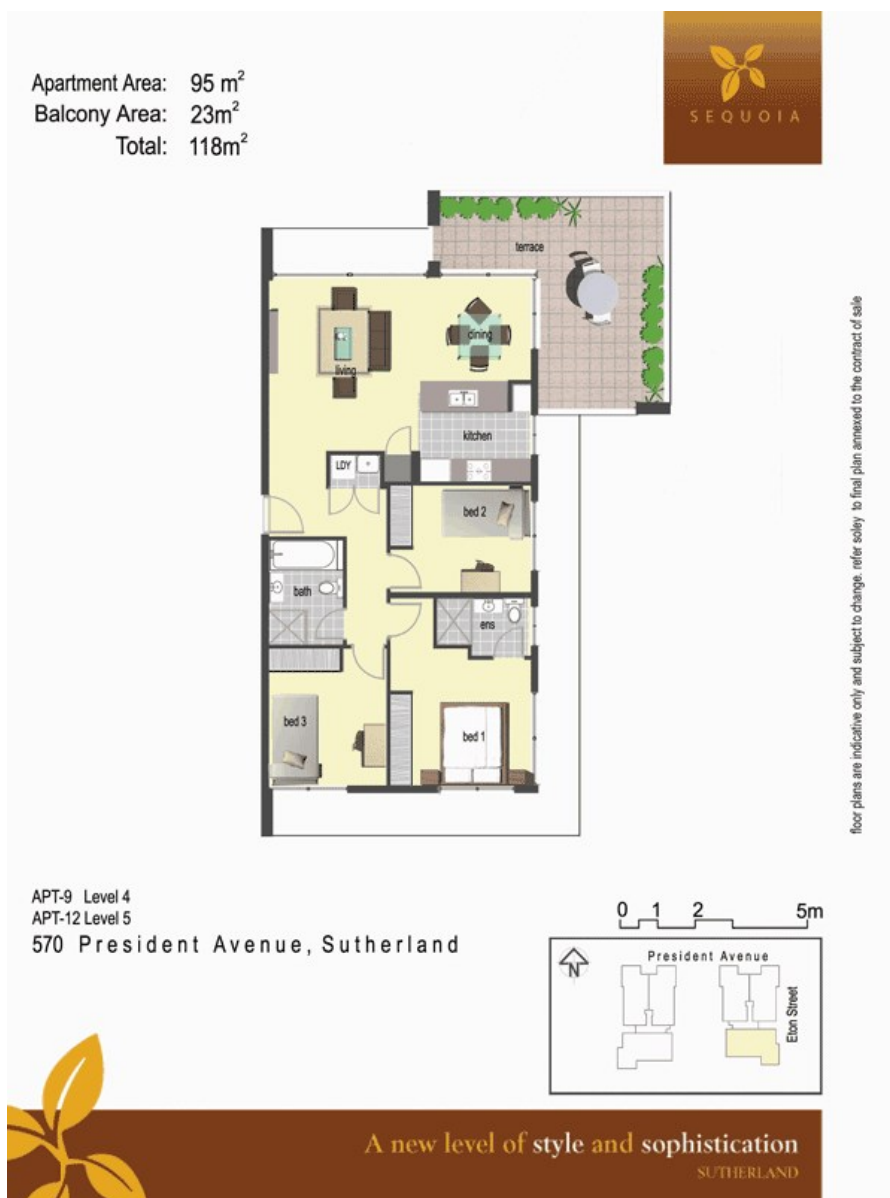 Apartment Area: 95 m²
Balcony Area: 23m²
Total: 118m²
SEQUOIA
terrace
dining
living
kitchen
LDY
bed 2
bath
ens
bed 3
bed 1
floor plans are indicative only and subject to change. refer soley to final plan annexed to the contract of sale
APT-9 Level 4
APT-12 Level 5
570 President Avenue, Sutherland
0 1 2 5m
President Avenue
N
Eton Street
A new level of style and sophistication
SUTHERLAND